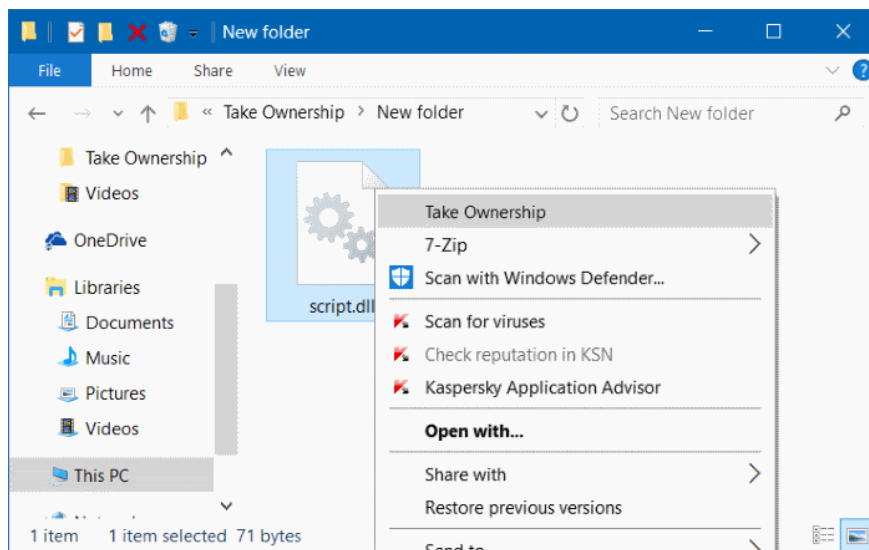 New folder
File Home Share View
« Take Ownership > New folder
Search New folder
Take Ownership
Videos
OneDrive
Libraries
Documents
Music
Pictures
Videos
This PC
script.dll
Take Ownership
7-Zip
Scan with Windows Defender...
Scan for viruses
Check reputation in KSN
Kaspersky Application Advisor
Open with...
Share with
Restore previous versions
Send to
1 item 1 item selected 71 bytes